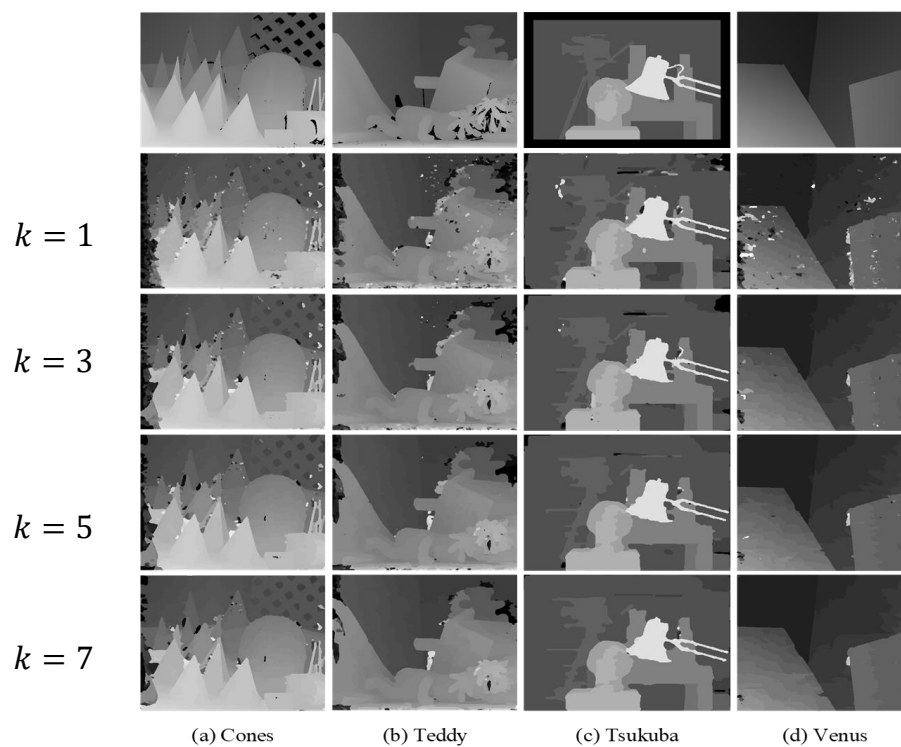 k = 1
k = 3
k = 5
k = 7
(a) Cones (b) Teddy (c) Tsukuba (d) Venus